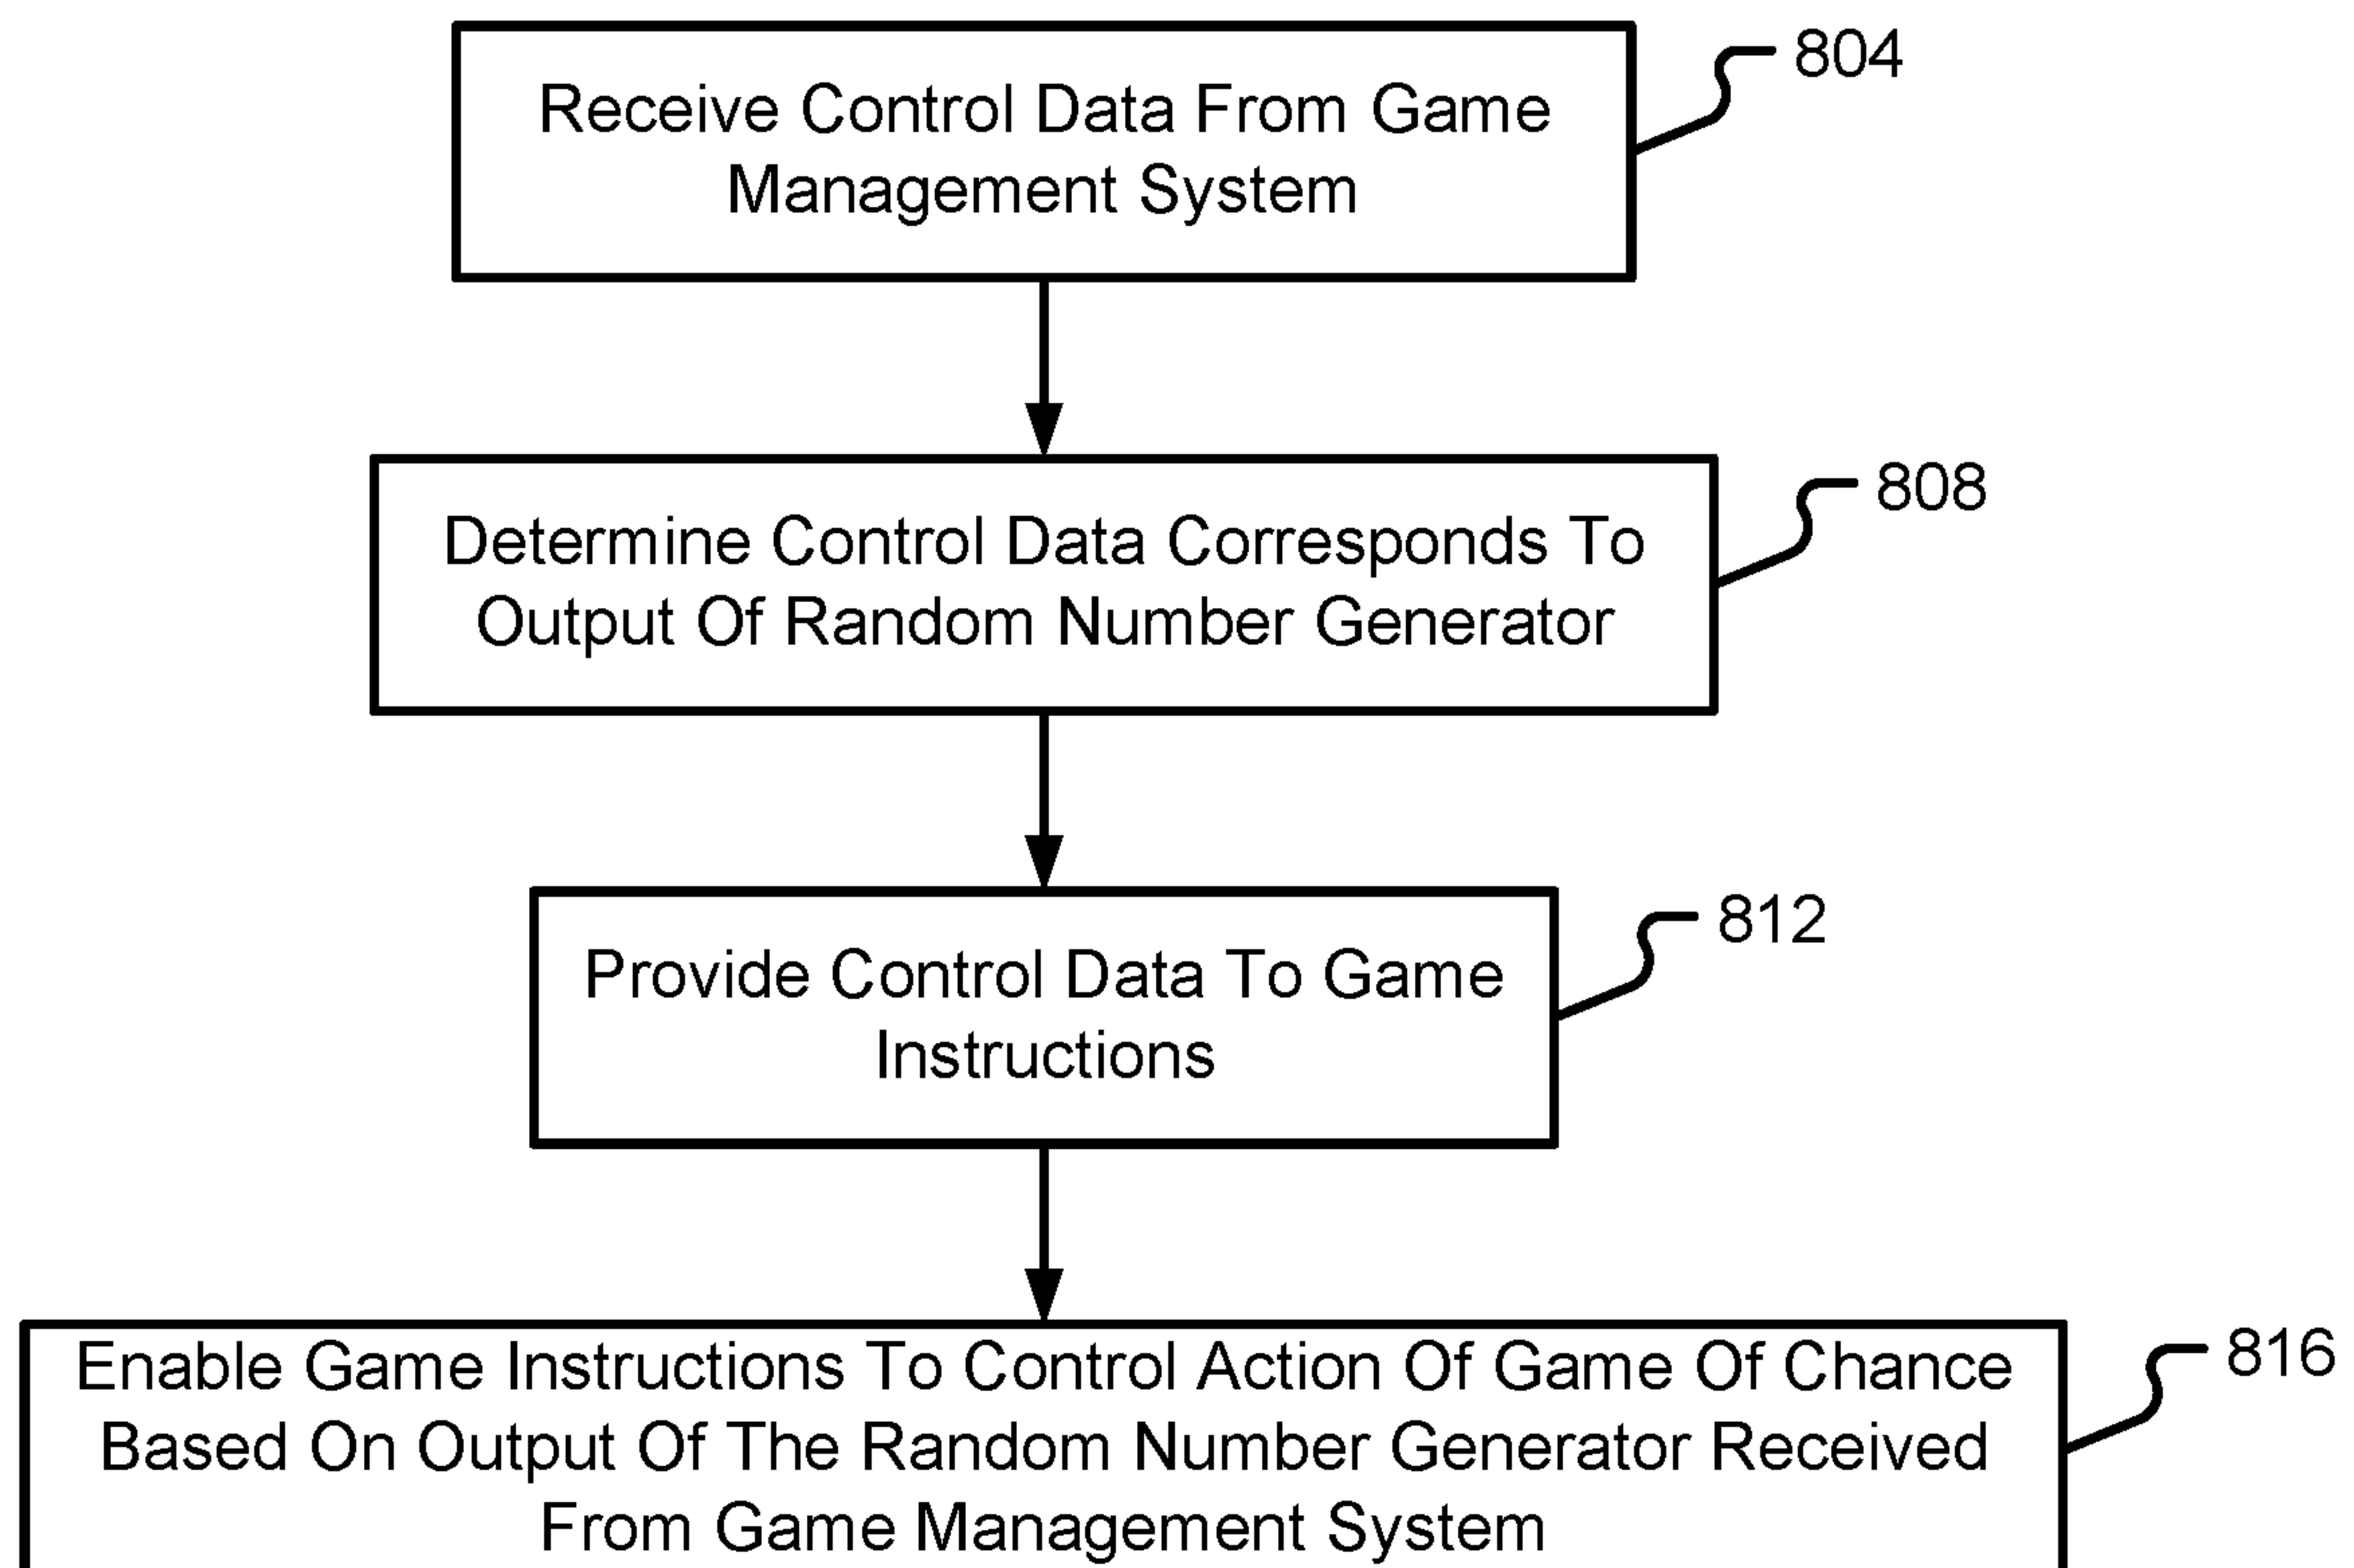 Receive Control Data From Game
Management System
804
Determine Control Data Corresponds To
Output Of Random Number Generator
808
Provide Control Data To Game
Instructions
812
Enable Game Instructions To Control Action Of Game Of Chance
Based On Output Of The Random Number Generator Received
From Game Management System
816